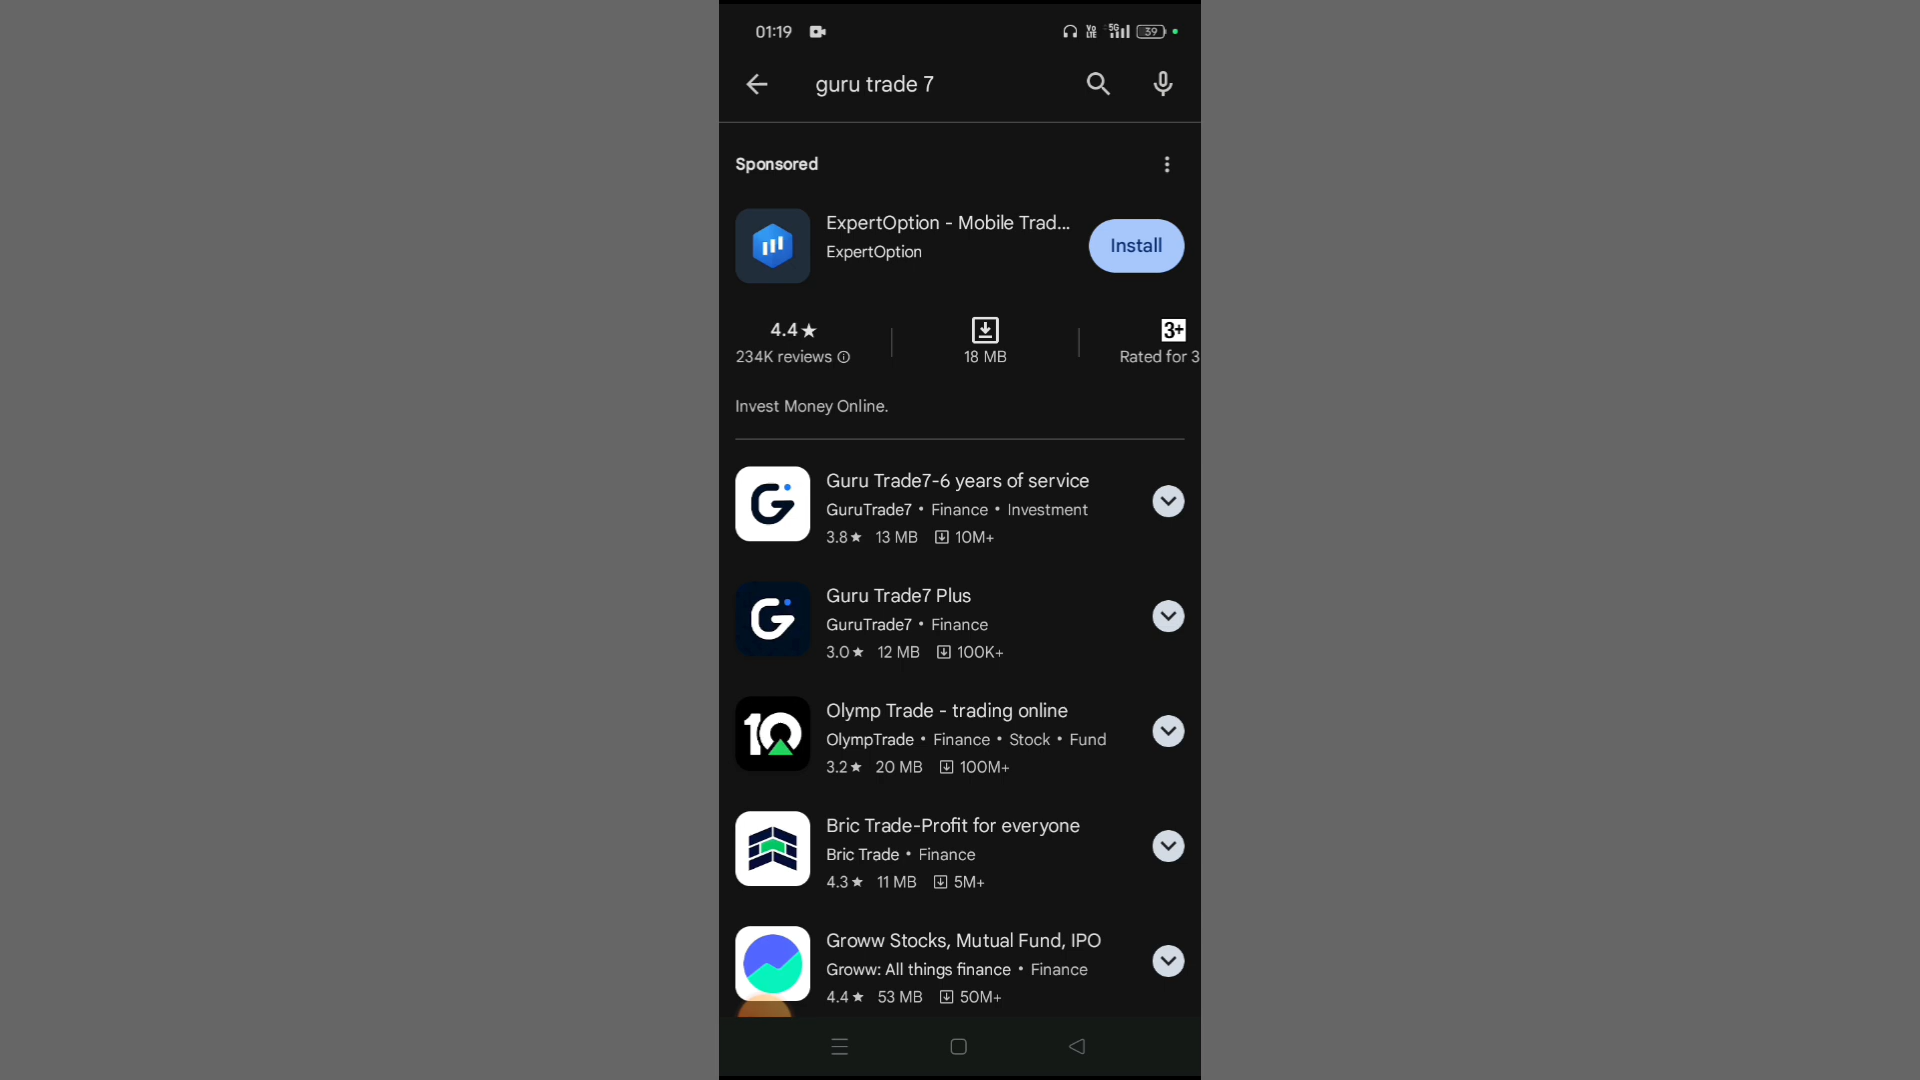 01:19
Vo LTE 5G 39
guru trade 7
Sponsored
ExpertOption - Mobile Trad...
ExpertOption
Install
4.4★
234K reviews
18 MB
3+
Rated for 3
Invest Money Online.
Guru Trade7-6 years of service
GuruTrade7 • Finance • Investment
3.8★ 13 MB 10M+
Guru Trade7 Plus
GuruTrade7 • Finance
3.0★ 12 MB 100K+
Olymp Trade - trading online
OlympTrade • Finance • Stock • Fund
3.2★ 20 MB 100M+
Bric Trade-Profit for everyone
Bric Trade • Finance
4.3★ 11 MB 5M+
Groww Stocks, Mutual Fund, IPO
Groww: All things finance • Finance
4.4★ 53 MB 50M+